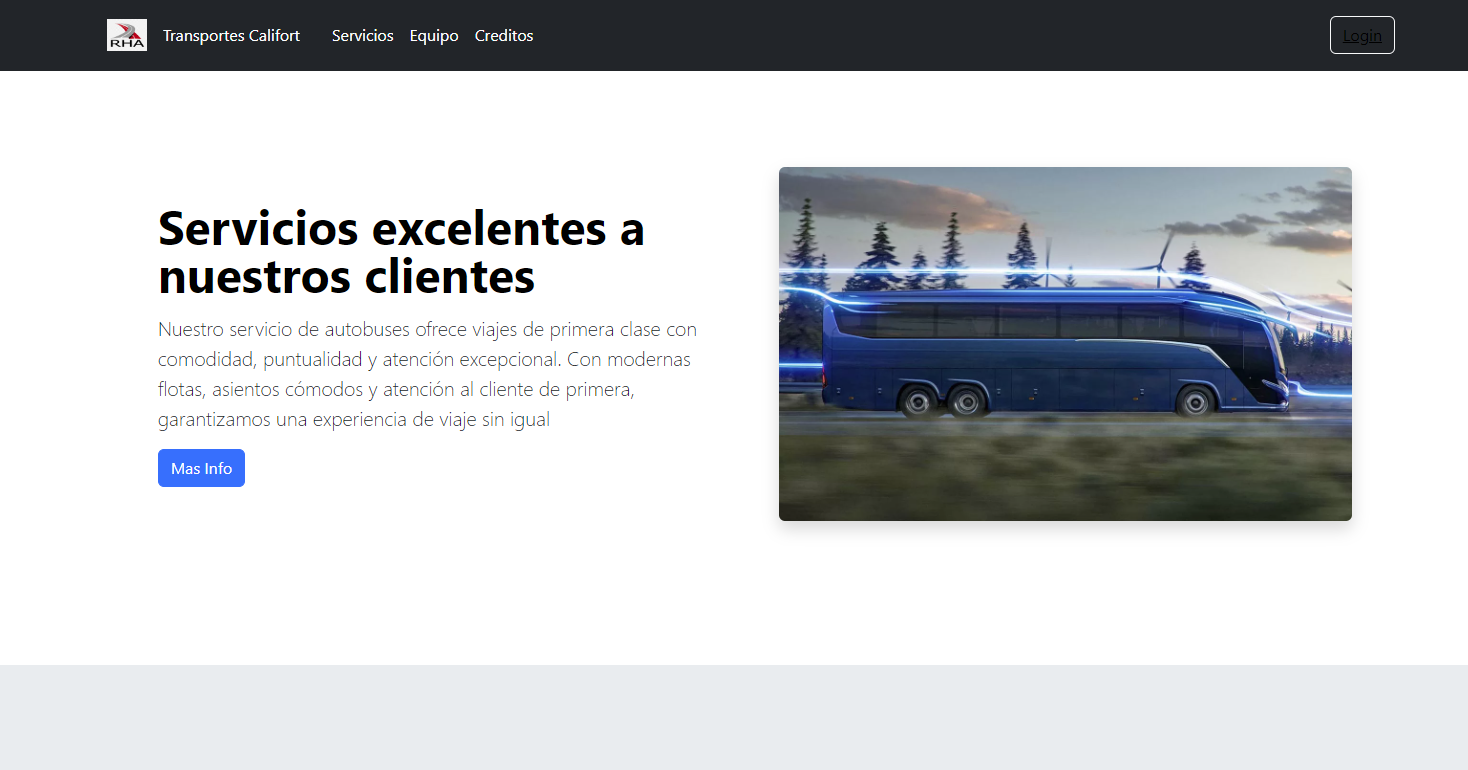 RHA
Transportes Califort
Servicios
Equipo
Creditos
Login
Servicios excelentes a
nuestros clientes
Nuestro servicio de autobuses ofrece viajes de primera clase con
comodidad, puntualidad y atención excepcional. Con modernas
flotas, asientos cómodos y atención al cliente de primera,
garantizamos una experiencia de viaje sin igual
Mas Info